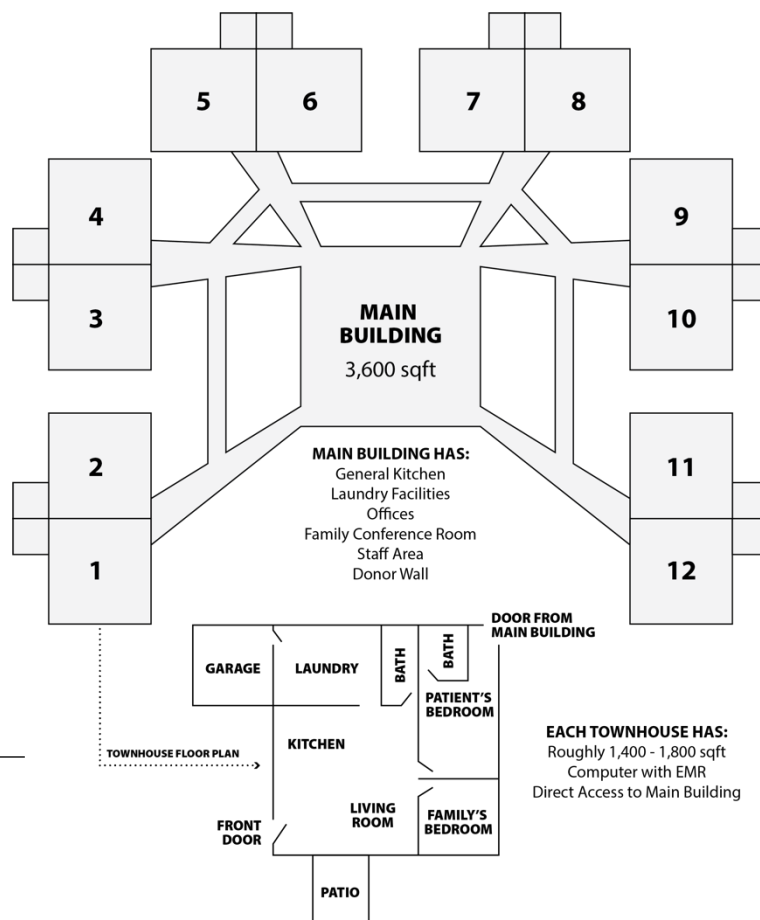 5
6
7
8
4
9
3
10
MAIN
BUILDING
3,600 sqft
2
11
1
12
MAIN BUILDING HAS:
General Kitchen
Laundry Facilities
Offices
Family Conference Room
Staff Area
Donor Wall
DOOR FROM
MAIN BUILDING
GARAGE
LAUNDRY
BATH
BATH
PATIENT'S
BEDROOM
KITCHEN
TOWNHOUSE FLOOR PLAN
LIVING
ROOM
FAMILY'S
BEDROOM
FRONT
DOOR
PATIO
EACH TOWNHOUSE HAS:
Roughly 1,400 - 1,800 sqft
Computer with EMR
Direct Access to Main Building